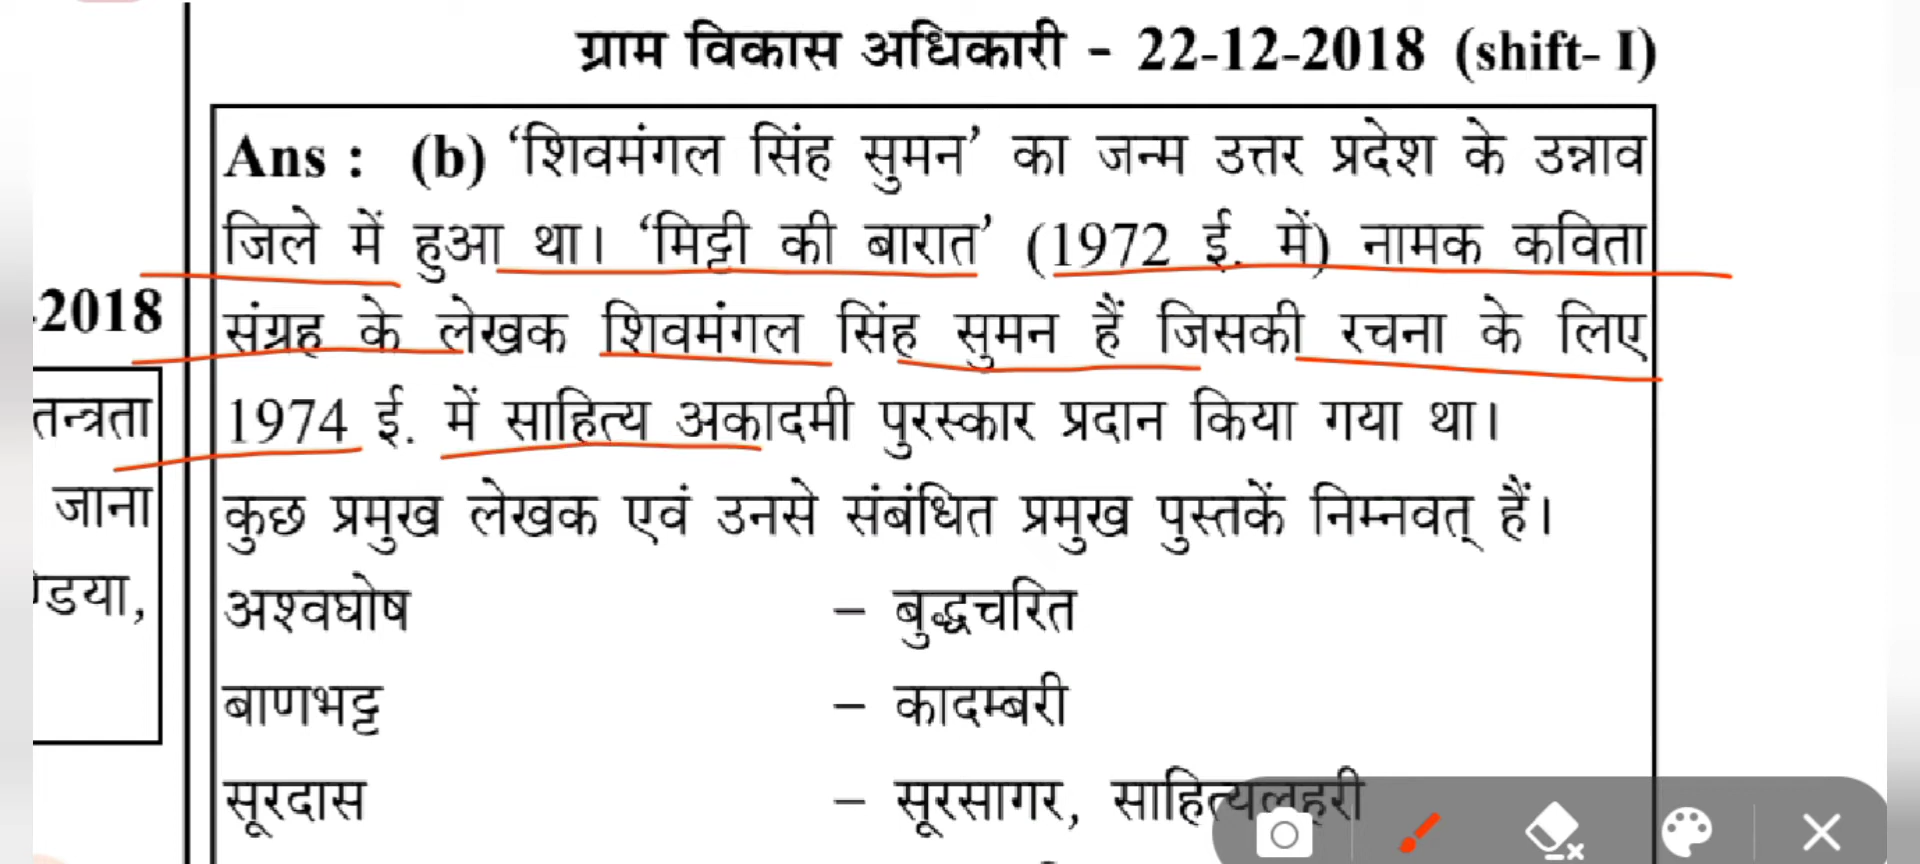 ग्राम विकास अधिकारी - 22-12-2018 (shift- I)
Ans : (b) ‘शिवमंगल सिंह सुमन’ का जन्म उत्तर प्रदेश के उन्नाव
जिले में हुआ था। ‘मिट्टी की बारात’ (1972 ई. में) नामक कविता
संग्रह के लेखक शिवमंगल सिंह सुमन हैं जिसकी रचना के लिए
1974 ई. में साहित्य अकादमी पुरस्कार प्रदान किया गया था।
कुछ प्रमुख लेखक एवं उनसे संबंधित प्रमुख पुस्तकें निम्नवत् हैं।
अश्वघोष – बुद्धचरित
बाणभट्ट – कादम्बरी
सूरदास – सूरसागर, साहित्यलहरी
-2018
तन्त्रता
जाना